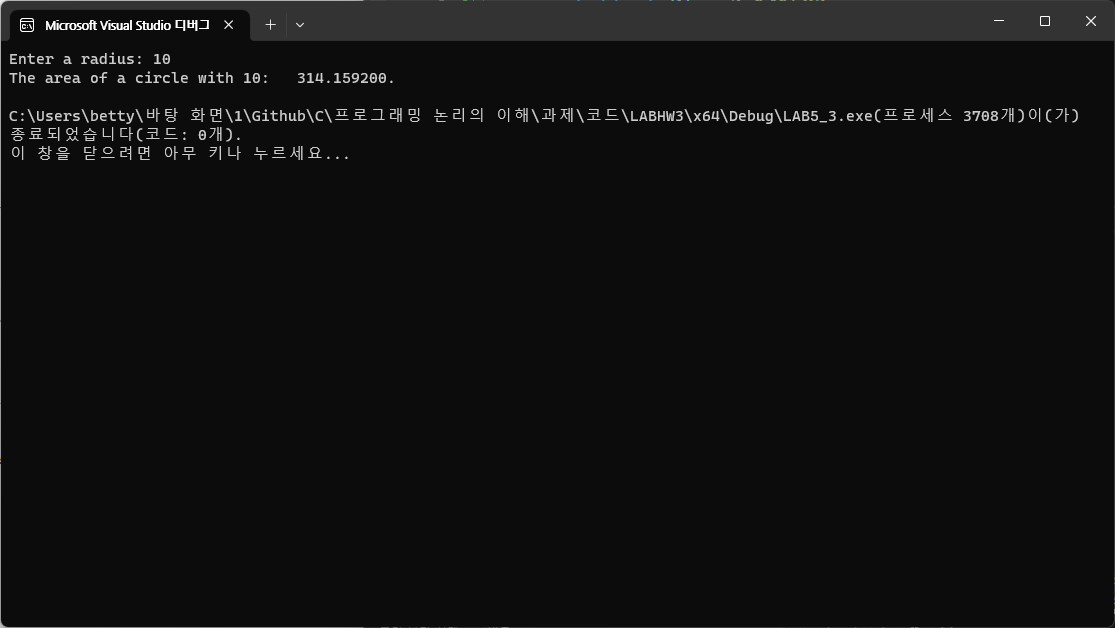 Microsoft Visual Studio 디버그
Enter a radius: 10
The area of a circle with 10:   314.159200.
C:\Users\betty\바탕 화면\1\Github\C\프로그래밍 논리의 이해\과제\코드\LABHW3\x64\Debug\LAB5_3.exe(프로세스 3708개)이(가)
종료되었습니다(코드: 0개).
이 창을 닫으려면 아무 키나 누르세요...